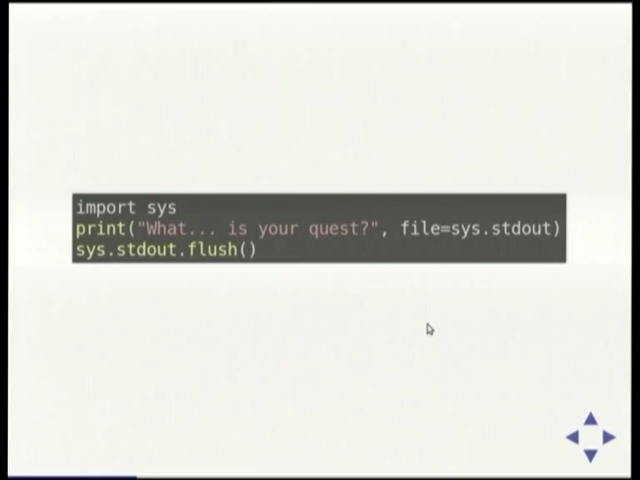 import sys
print("What... is your quest?", file=sys.stdout)
sys.stdout.flush()